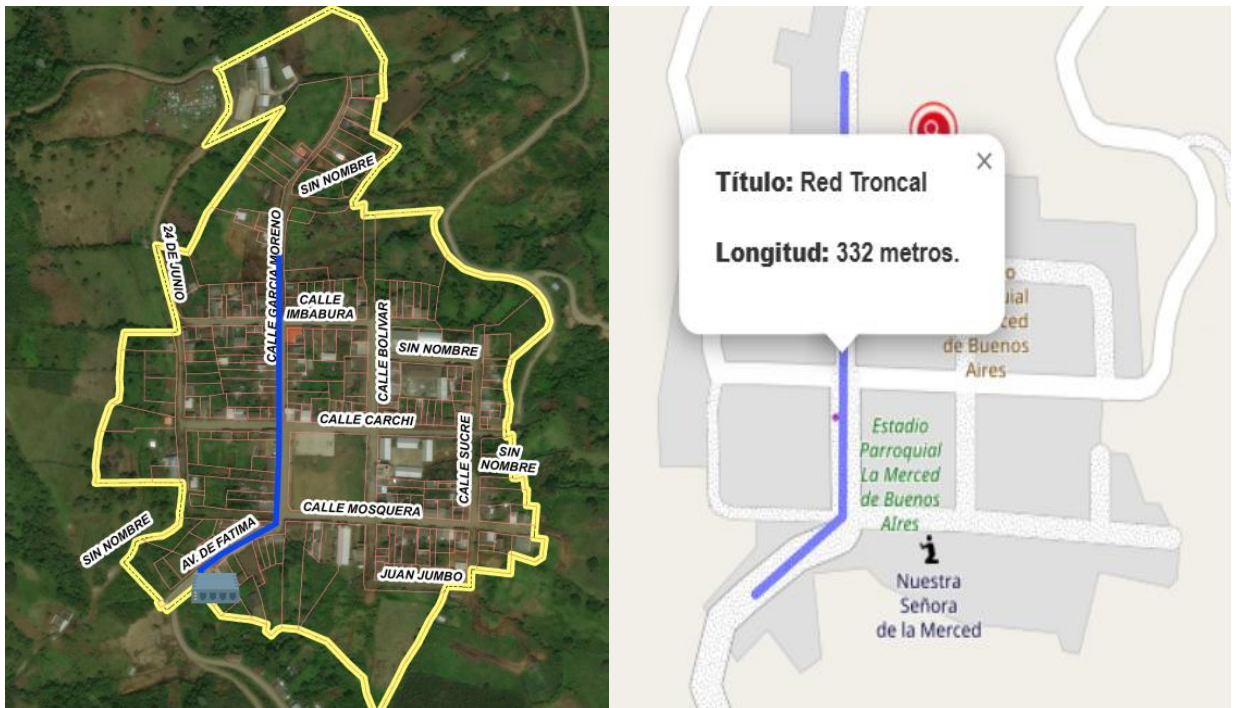 SIN NOMBRE
24 DE JUNIO
CALLE GARCIA MORENO
CALLE
IMBABURA
CALLE BOLIVAR
SIN NOMBRE
CALLE CARCHI
CALLE SUCRE
SIN
NOMBRE
CALLE MOSQUERA
SIN NOMBRE
AV. DE FATIMA
JUAN JUMBO
Título: Red Troncal
×
Longitud: 332 metros.
de Buenos
Aires
Estadio
Parroquial
La Merced
de Buenos
AIres
Nuestra
Señora
de la Merced